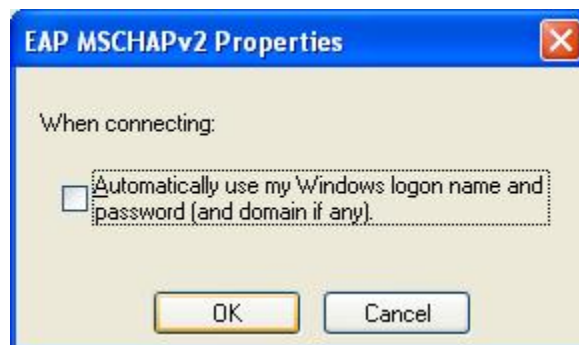 EAP MSCHAPv2 Properties
When connecting:
Automatically use my Windows logon name and
password (and domain if any).
OK
Cancel